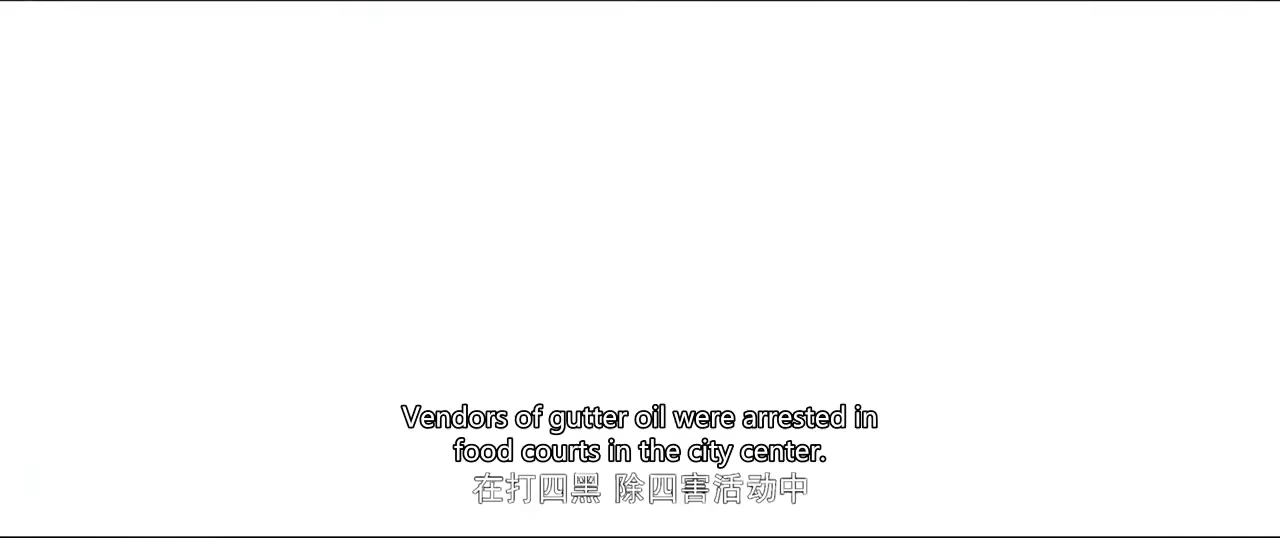 Vendors of gutter oil were arrested in
food courts in the city center.
在打四黑 除四害活动中